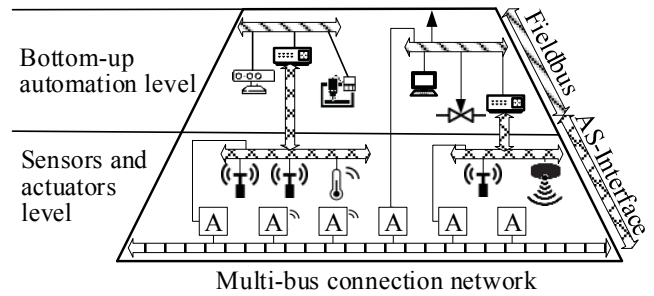 Bottom-up
automation level
Sensors and
actuators
level
Fieldbus
AS-Interface
A A A A A A
Multi-bus connection network